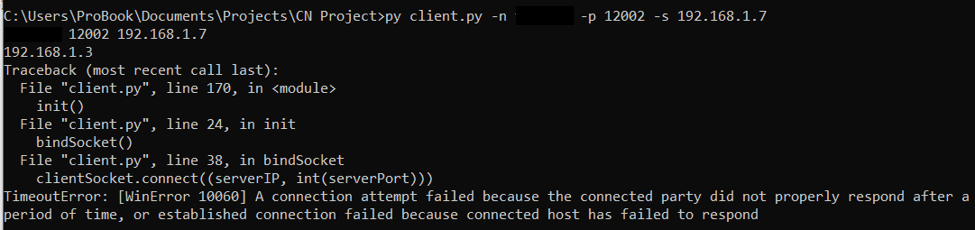 C:\Users\ProBook\Documents\Projects\CN Project>py client.py -n -p 12002 -s 192.168.1.7
12002 192.168.1.7
192.168.1.3
Traceback (most recent call last):
  File "client.py", line 170, in <module>
    init()
  File "client.py", line 24, in init
    bindSocket()
  File "client.py", line 38, in bindSocket
    clientSocket.connect((serverIP, int(serverPort)))
TimeoutError: [WinError 10060] A connection attempt failed because the connected party did not properly respond after a
period of time, or established connection failed because connected host has failed to respond